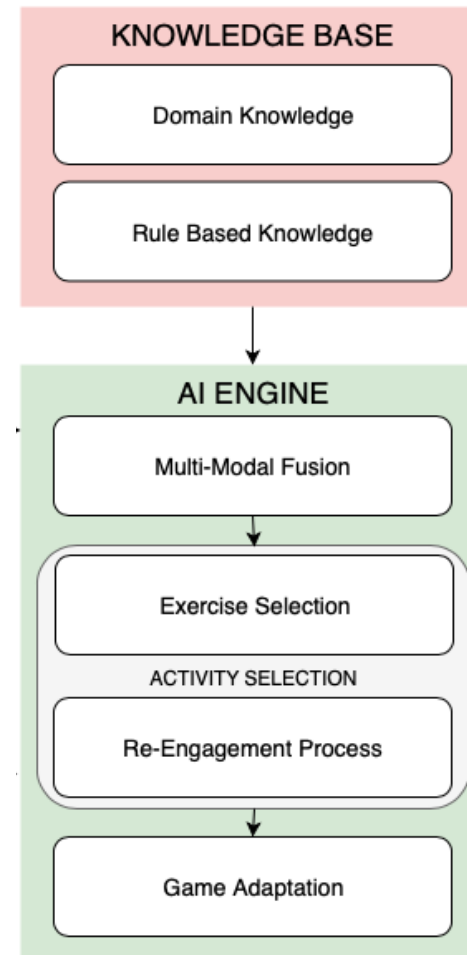 KNOWLEDGE BASE
Domain Knowledge
Rule Based Knowledge
AI ENGINE
Multi-Modal Fusion
Exercise Selection
ACTIVITY SELECTION
Re-Engagement Process
Game Adaptation